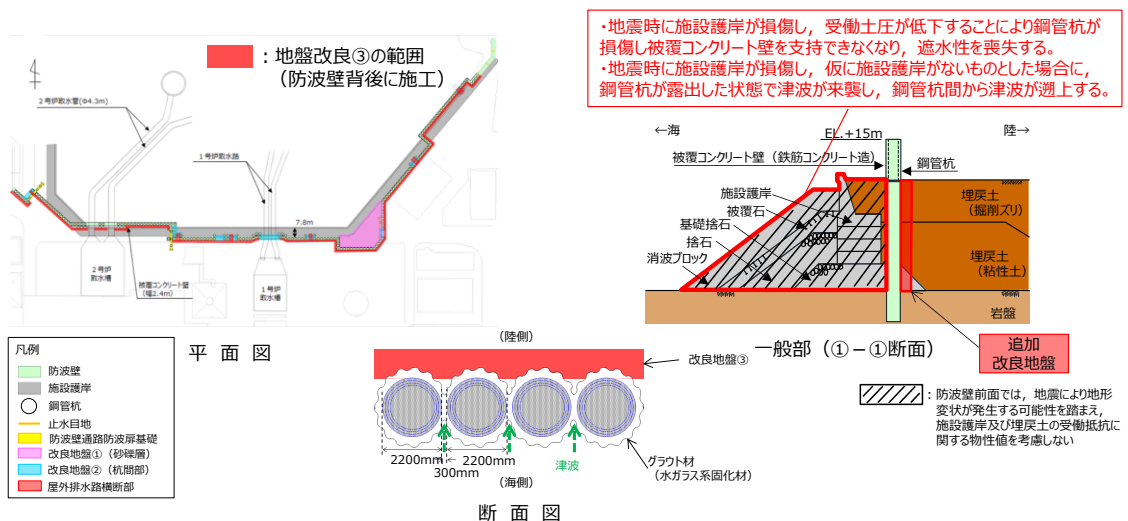 ・地震時に施設護岸が損傷し，受働土圧が低下することにより鋼管杭が
損傷し被覆コンクリート壁を支持できなくなり，遮水性を喪失する。
・地震時に施設護岸が損傷し，仮に施設護岸がないものとした場合に，
鋼管杭が露出した状態で津波が来襲し，鋼管杭間から津波が遡上する。
：地盤改良③の範囲
（防波壁背後に施工）
２号炉取水管(Φ4.3m)
１号炉取水路
7.8m
２号炉
取水槽
被覆コンクリート壁
（幅2.4m）
１号炉
取水槽
平面図
←海
陸→
EL.+15m
被覆コンクリート壁（鉄筋コンクリート造）
鋼管杭
施設護岸
被覆石
基礎捨石
捨石
消波ブロック
埋戻土
（掘削ズリ）
埋戻土
（粘性土）
岩盤
一般部（①－①断面）
追加
改良地盤
：防波壁前面では，地震により地形
変状が発生する可能性を踏まえ，
施設護岸及び埋戻土の受働抵抗に
関する物性値を考慮しない
凡例
防波壁
施設護岸
鋼管杭
止水目地
防波壁通路防波扉基礎
改良地盤①（砂礫層）
改良地盤②（杭間部）
屋外排水路横断部
（陸側）
改良地盤③
2200mm
300mm
2200mm
津波
グラウト材
（水ガラス系固化材）
（海側）
断面図